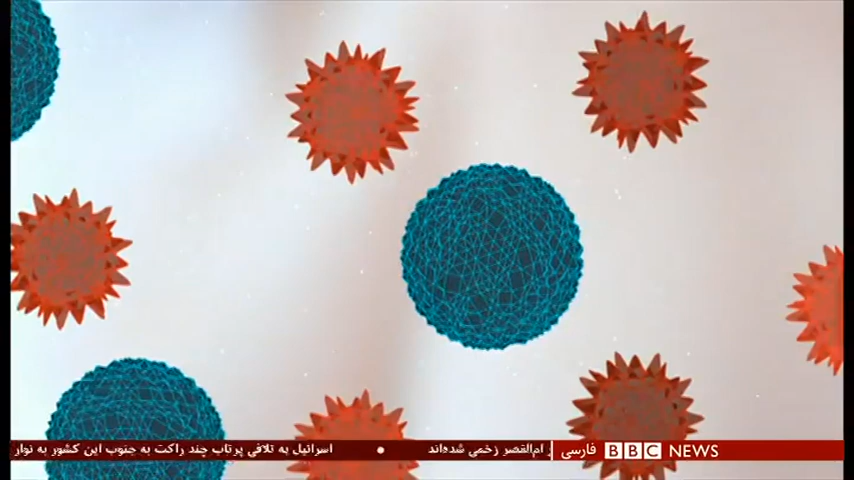 BBC NEWS فارسی
ام‌القصر زخمی شده‌اند • اسرائیل به تلافی پرتاب چند راکت به جنوب این کشور به نوار